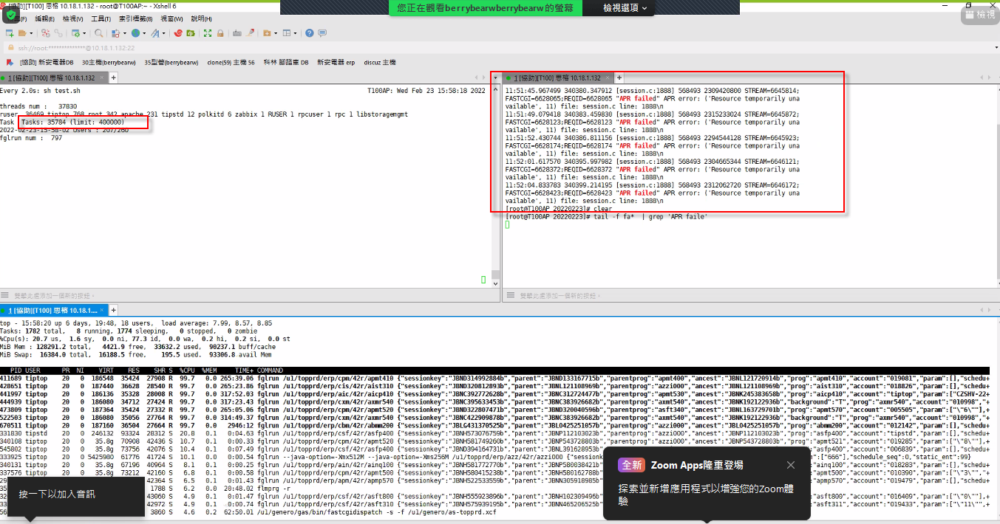 [協助][T100] 思格 10.18.1.132 - root@T100AP:~ - Xshell 6
您正在觀看berrybearwberrybearw的螢幕
檢視選項
檢視
編輯(E) 檢視(V) 工具(T) 索引標籤(B) 視窗(W) 說明(H)
ssh://root:**************@10.18.1.132:22
[協助] 新安電器DB 30主機(berrybearw) 35型管(berrybearw) clone(59) 主機 56 科林 腳踏車 DB 新安電器 erp discuz 主機
1 [協助][T100] 思格 10.18.1.132
Every 2.0s: sh test.sh T100AP: Wed Feb 23 15:58:18 2022
threads num : 37830
ruser 36469 tiptop 768 root 342 apache 231 tipstd 12 polkitd 6 zabbix 1 RUSER 1 rpcuser 1 rpc 1 libstoragemgmt
Task Tasks: 35784 (limit: 400000)
2022-02-23-15-58-02 Users : 207/260
fglrun num : 797
雙擊此處添加一個新的按鈕。
1 [協助][T100] 思格 10.18.1.132
11:51:45.967499 340380.347912 [session.c:1888] 568493 2309420800 STREAM=6645814;
FASTCGI=6628065;REQID=6628065 "APR failed" APR error: ('Resource temporarily una
vailable', 11) file: session.c line: 1888\n
11:51:49.079418 340383.459830 [session.c:1888] 568493 2315233024 STREAM=6645872;
FASTCGI=6628123;REQID=6628123 "APR failed" APR error: ('Resource temporarily una
vailable', 11) file: session.c line: 1888\n
11:51:52.430744 340386.811156 [session.c:1888] 568493 2294544128 STREAM=6645923;
FASTCGI=6628174;REQID=6628174 "APR failed" APR error: ('Resource temporarily una
vailable', 11) file: session.c line: 1888\n
11:52:01.617570 340395.997982 [session.c:1888] 568493 2304665344 STREAM=6646121;
FASTCGI=6628372;REQID=6628372 "APR failed" APR error: ('Resource temporarily una
vailable', 11) file: session.c line: 1888\n
11:52:04.833783 340399.214195 [session.c:1888] 568493 2312062720 STREAM=6646172;
FASTCGI=6628423;REQID=6628423 "APR failed" APR error: ('Resource temporarily una
vailable', 11) file: session.c line: 1888\n
[root@T100AP 20220223]# clear
[root@T100AP 20220223]# tail -f fa* | grep 'APR faile'
雙擊此處添加一個新的按鈕。
1 [協助][T100] 思格 10.18.1....
top - 15:58:20 up 6 days, 19:48, 18 users, load average: 7.99, 8.57, 8.85
Tasks: 1782 total, 8 running, 1774 sleeping, 0 stopped, 0 zombie
%Cpu(s): 20.7 us, 1.6 sy, 0.0 ni, 77.3 id, 0.0 wa, 0.2 hi, 0.2 si, 0.0 st
MiB Mem : 128291.2 total, 4421.9 free, 33632.2 used, 90237.1 buff/cache
MiB Swap: 16384.0 total, 16188.5 free, 195.5 used. 93306.8 avail Mem
PID USER PR NI VIRT RES SHR S %CPU %MEM TIME+ COMMAND
411689 tiptop 20 0 186548 35424 27908 R 99.7 0.0 265:39.06 fglrun /u1/topprd/erp/cpm/42r/apmt410 {"sessionkey":"JBND314992884b","parent":"JBND133167715b","parentprog":"apmt400","ancest":"JBNL121720914b","prog":"apmt410","account":"019081","param":[],"schedu+
428651 tiptop 20 0 187440 36628 28540 R 99.7 0.0 265:23.86 fglrun /u1/topprd/erp/cis/42r/aist310 {"sessionkey":"JBND320812893b","parent":"JBNL121108969b","parentprog":"azzi000","ancest":"JBNL121108969b","prog":"aist310","account":"018826","param":[],"schedu+
441997 tiptop 20 0 186136 35328 28008 R 99.7 0.0 317:52.03 fglrun /u1/topprd/erp/aic/42r/aicp410 {"sessionkey":"JBNC392772628b","parent":"JBNC312724477b","parentprog":"apmt530","ancest":"JBNK245383658b","prog":"aicp410","account":"tiptop","param":["CZSHV-22+
444939 tiptop 20 0 186080 34712 27424 R 99.7 0.0 317:23.43 fglrun /u1/topprd/erp/cxm/42r/axmr540 {"sessionkey":"JBNC395633453b","parent":"JBNC383926682b","parentprog":"axmt540","ancest":"JBNK192122936b","background":"T","prog":"axmr540","account":"010998","+
473809 tiptop 20 0 187364 35424 27332 R 99.7 0.0 265:05.06 fglrun /u1/topprd/erp/cpm/42r/apmt520 {"sessionkey":"JBND322807471b","parent":"JBND320040596b","parentprog":"asft340","ancest":"JBNL163729701b","prog":"apmt570","account":"005505","param":["\"6\"\""],+
522503 tiptop 20 0 186080 35056 27764 R 99.7 0.0 314:49.37 fglrun /u1/topprd/erp/cxm/42r/axmr540 {"sessionkey":"JBNC422909878b","parent":"JBNC383926682b","parentprog":"axmt540","ancest":"JBNK192122936b","background":"T","prog":"axmr540","account":"010998","+
670511 tiptop 20 0 187160 36504 27664 R 99.7 0.0 2946:12 fglrun /u1/topprd/erp/cbm/42r/abmm200 {"sessionkey":"JBLG431370525b","parent":"JBLO425251057b","parentprog":"azzi000","ancest":"JBLO425251057b","prog":"abmm200","account":"012142","param":[],"schedu+
331830 tipstd 20 0 246132 93324 28312 S 20.8 0.1 0:04.63 fglrun /u1/topprd/erp/csf/42r/asfp400 {"sessionkey":"JBNH573076759b","parent":"JBNP112103023b","parentprog":"azzi000","ancest":"JBNP112103023b","prog":"asfp400","account":"tipstd","param":[],"schedu+
340108 tiptop 20 0 35.8g 70908 42436 S 10.7 0.1 0:00.33 fglrun /u1/topprd/erp/cpm/42r/apmt520 {"sessionkey":"JBNH581749260b","parent":"JBNP543728803b","parentprog":"azzi000","ancest":"JBNP543728803b","prog":"apmt521","account":"019285","param":["\"8\"\""],+
545802 tiptop 20 0 35.8g 73756 42076 S 10.4 0.1 0:07.49 fglrun /u1/topprd/erp/csf/42r/asfp400 {"sessionkey":"JBND394164731b","parent":"JBNL391628953b"
asfp400","account":"006839","param":[],"schedu+
333925 tiptop 20 0 5425980 61776 41724 S 10.1 0.0 0:00.54 fglrun --java-option=-Xmx512M --java-option=-Xms256M /u1/topprd/erp/azz/42r/azzi000 {"session
["666"],"schedule_seq":0,"static_ent":99}
340131 tiptop 20 0 35.8g 67196 40964 S 8.1 0.1 0:00.25 fglrun /u1/topprd/erp/ain/42r/ainq100 {"sessionkey":"JBNH581772770b","parent":"JBNP580038421b"
ainq100","account":"018283","param":[],"schedu+
337576 tiptop 20 0 35.8g 73212 42160 S 6.8 0.1 0:00.58 fglrun /u1/topprd/erp/cpm/42r/apmt500 {"sessionkey":"JBNH580415238b","parent":"JBNH580162788b"
apmt500","account":"010390","param":["\"3\"\""],+
42364 S 6.5 0.1 0:01.43 fglrun /u1/topprd/erp/apm/42r/apmp570 {"sessionkey":"JBNH522533559b","parent":"JBNN305918985b"
apmp570","account":"019479","param":[],"schedu+
1788 S 6.2 0.0 20:48.02 flmprg -r
43060 S 4.9 0.1 0:01.47 fglrun /u1/topprd/erp/csf/42r/asft800 {"sessionkey":"JBNH555923896b","parent":"JBNH102309496b"
asft800","account":"016409","param":["\"0\"\""],+
42972 S 4.9 0.1 0:00.74 fglrun /u1/topprd/erp/csf/42r/asft310 {"sessionkey":"JBNH575939195b","parent":"JBNN465206525b"
asft311","account":"019433","param":["\"11\"\"",+
3860 S 4.6 0.2 62:50.01 /u1/genero/gas/bin/fastcgidispatch -s -f /u1/genero/as-topprd.xcf
按一下以加入音訊
全新 Zoom Apps隆重登場
探索並新增應用程式以增強您的Zoom體
驗